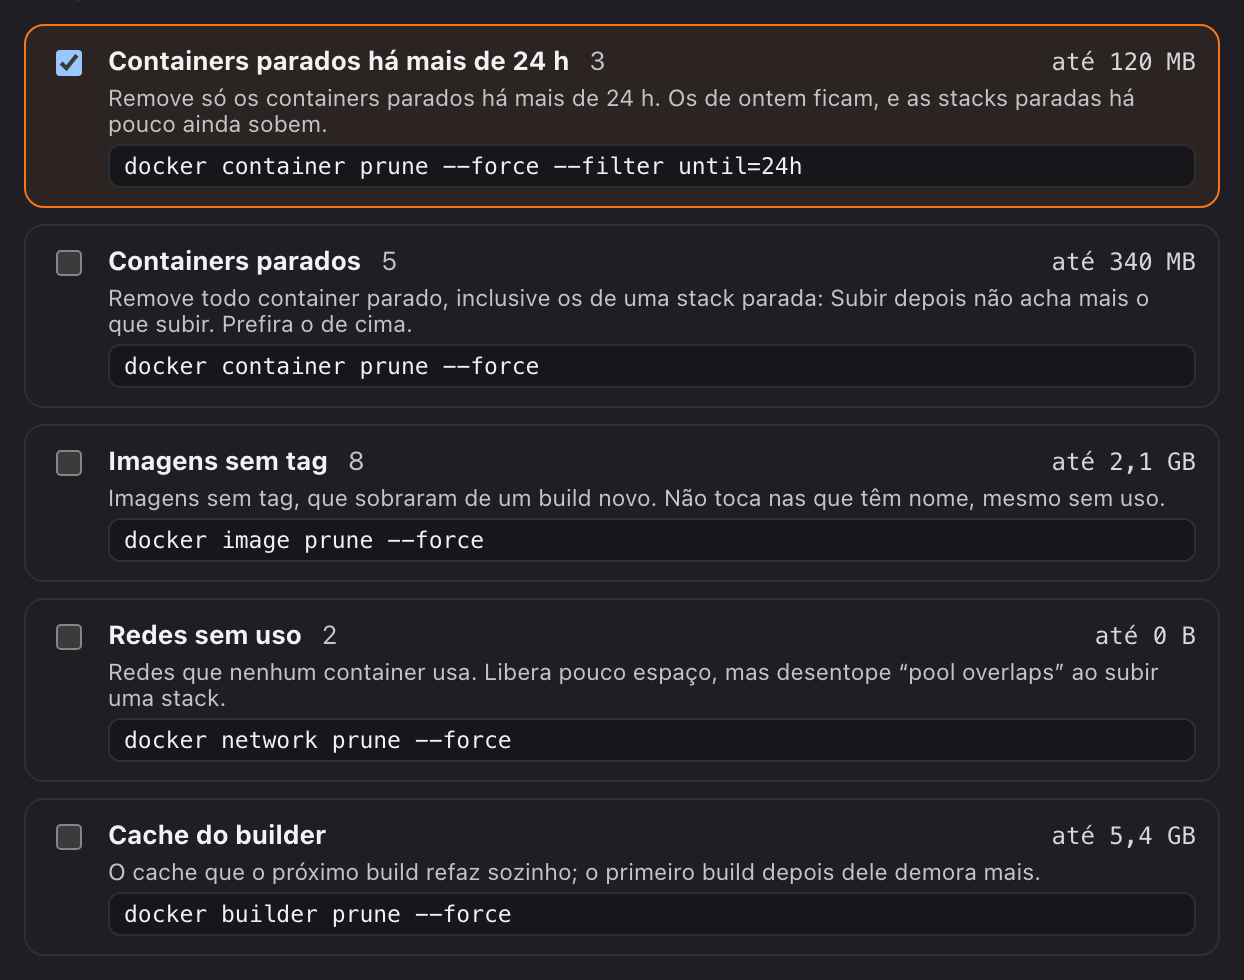 Containers parados há mais de 24 h 3 até 120 MB
Remove só os containers parados há mais de 24 h. Os de ontem ficam, e as stacks paradas há
pouco ainda sobem.
docker container prune --force --filter until=24h
Containers parados 5 até 340 MB
Remove todo container parado, inclusive os de uma stack parada: Subir depois não acha mais o
que subir. Prefira o de cima.
docker container prune --force
Imagens sem tag 8 até 2,1 GB
Imagens sem tag, que sobraram de um build novo. Não toca nas que têm nome, mesmo sem uso.
docker image prune --force
Redes sem uso 2 até 0 B
Redes que nenhum container usa. Libera pouco espaço, mas desentope “pool overlaps” ao subir
uma stack.
docker network prune --force
Cache do builder até 5,4 GB
O cache que o próximo build refaz sozinho; o primeiro build depois dele demora mais.
docker builder prune --force